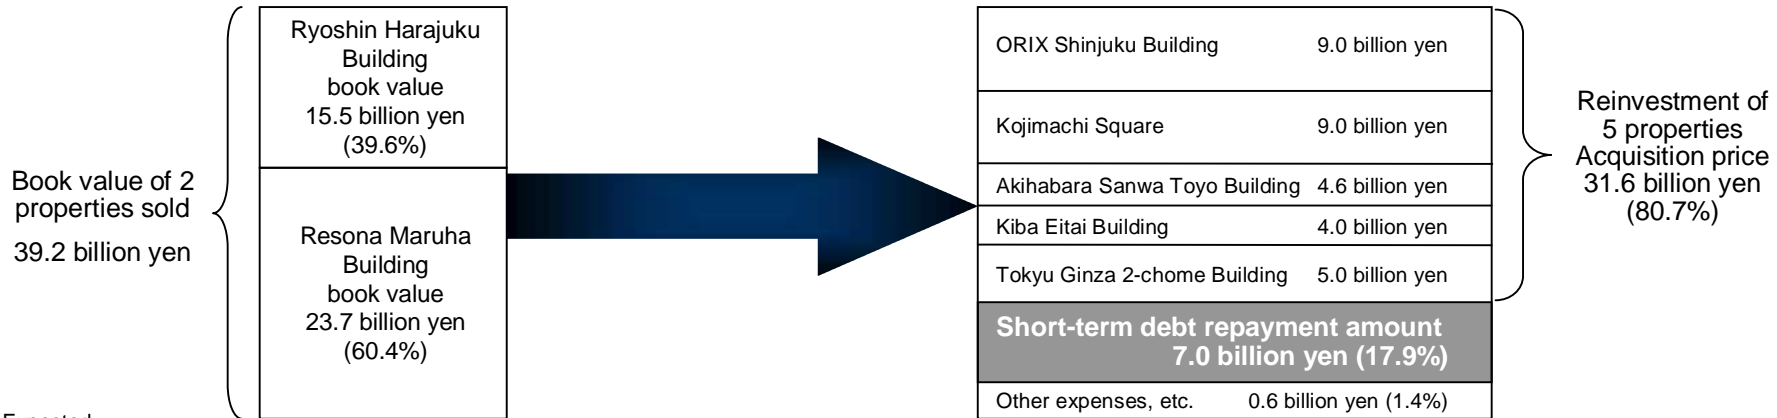 Book value of 2
properties sold
39.2 billion yen
Ryoshin Harajuku
Building
book value
15.5 billion yen
(39.6%)
Resona Maruha
Building
book value
23.7 billion yen
(60.4%)
ORIX Shinjuku Building 9.0 billion yen
Kojimachi Square 9.0 billion yen
Akihabara Sanwa Toyo Building 4.6 billion yen
Kiba Eitai Building 4.0 billion yen
Tokyu Ginza 2-chome Building 5.0 billion yen
Short-term debt repayment amount
7.0 billion yen (17.9%)
Other expenses, etc. 0.6 billion yen (1.4%)
Reinvestment of
5 properties
Acquisition price
31.6 billion yen
(80.7%)